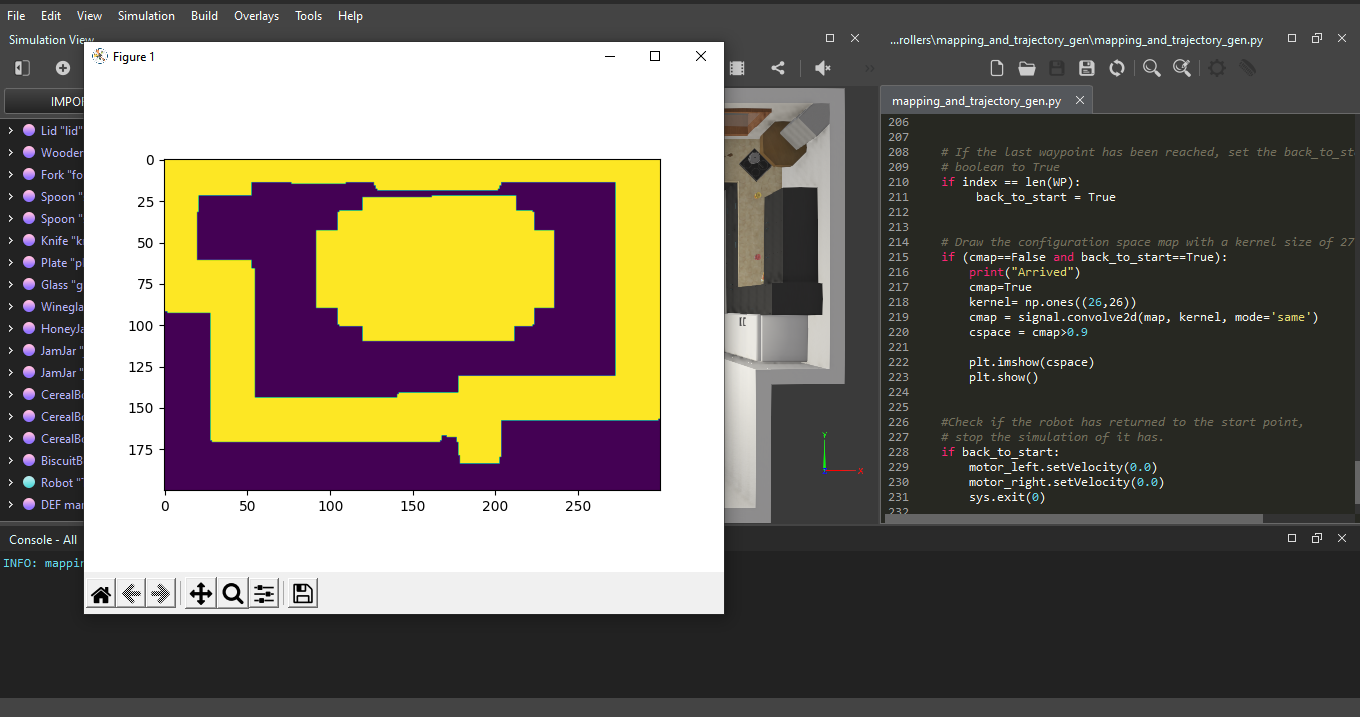 File Edit View Simulation Build Overlays Tools Help
Simulation View
...rollers\mapping_and_trajectory_gen\mapping_and_trajectory_gen.py
Figure 1
IMPOR
mapping_and_trajectory_gen.py
Lid "lid"
Wooder
Fork "fo
Spoon "
Spoon "
Knife "k
Plate "p
Glass "g
Winegla
HoneyJa
JamJar "
JamJar "
CerealBo
CerealBo
CerealBo
BiscuitB
Robot "
DEF mar
0
25
50
75
100
125
150
175
0 50 100 150 200 250
206
207
208 # If the last waypoint has been reached, set the back_to_st
209 # boolean to True
210 if index == len(WP):
211 back_to_start = True
212
213
214 # Draw the configuration space map with a kernel size of 27
215 if (cmap==False and back_to_start==True):
216 print("Arrived")
217 cmap=True
218 kernel= np.ones((26,26))
219 cmap = signal.convolve2d(map, kernel, mode='same')
220 cspace = cmap>0.9
221
222 plt.imshow(cspace)
223 plt.show()
224
225
226 #Check if the robot has returned to the start point,
227 # stop the simulation of it has.
228 if back_to_start:
229 motor_left.setVelocity(0.0)
230 motor_right.setVelocity(0.0)
231 sys.exit(0)
232
Y
X
Console - All
INFO: mappin